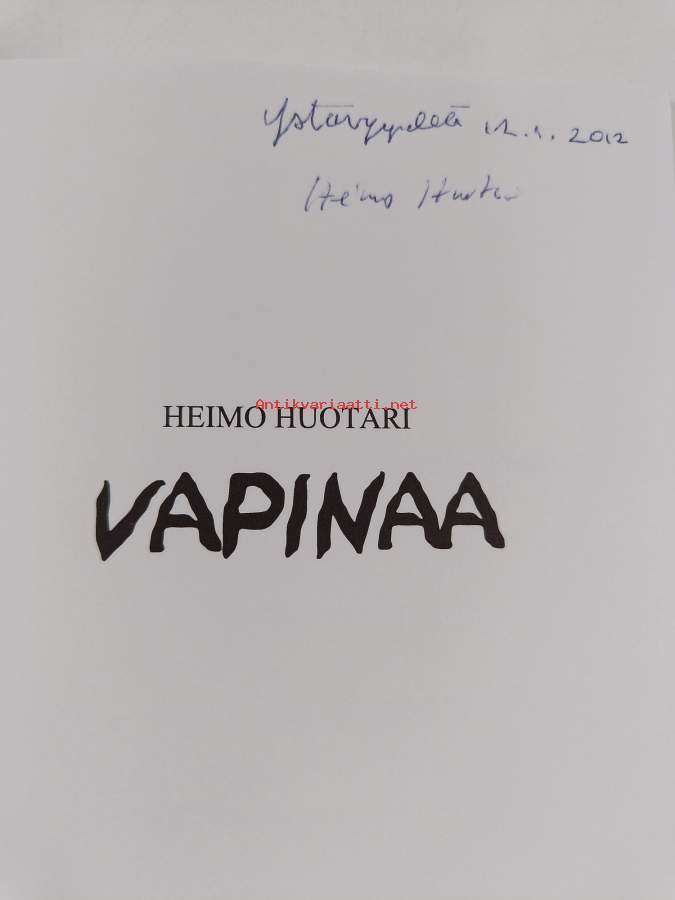 Ystävyydellä 12.1. 2012
Heimo Huotari
Antikvariaatti.net
HEIMO HUOTARI
VAPINAA